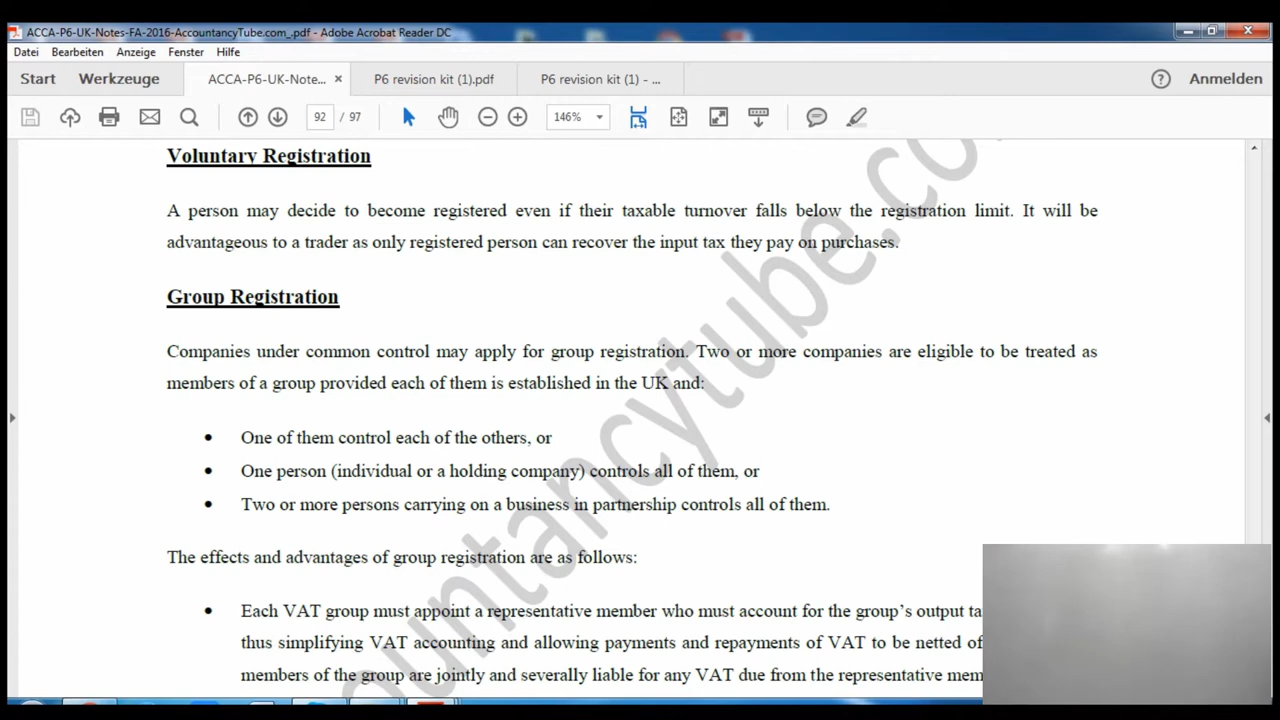 ACCA-P6-UK-Notes-FA-2016-AccountancyTube.com_.pdf - Adobe Acrobat Reader DC
Datei Bearbeiten Anzeige Fenster Hilfe
Start Werkzeuge ACCA-P6-UK-Note... × P6 revision kit (1).pdf P6 revision kit (1) - ... Anmelden
92 / 97 146%
Voluntary Registration
A person may decide to become registered even if their taxable turnover falls below the registration limit. It will be
advantageous to a trader as only registered person can recover the input tax they pay on purchases.
Group Registration
Companies under common control may apply for group registration. Two or more companies are eligible to be treated as
members of a group provided each of them is established in the UK and:
• One of them control each of the others, or
• One person (individual or a holding company) controls all of them, or
• Two or more persons carrying on a business in partnership controls all of them.
The effects and advantages of group registration are as follows:
• Each VAT group must appoint a representative member who must account for the group's output ta
thus simplifying VAT accounting and allowing payments and repayments of VAT to be netted of
members of the group are jointly and severally liable for any VAT due from the representative mem
ountancytube.co